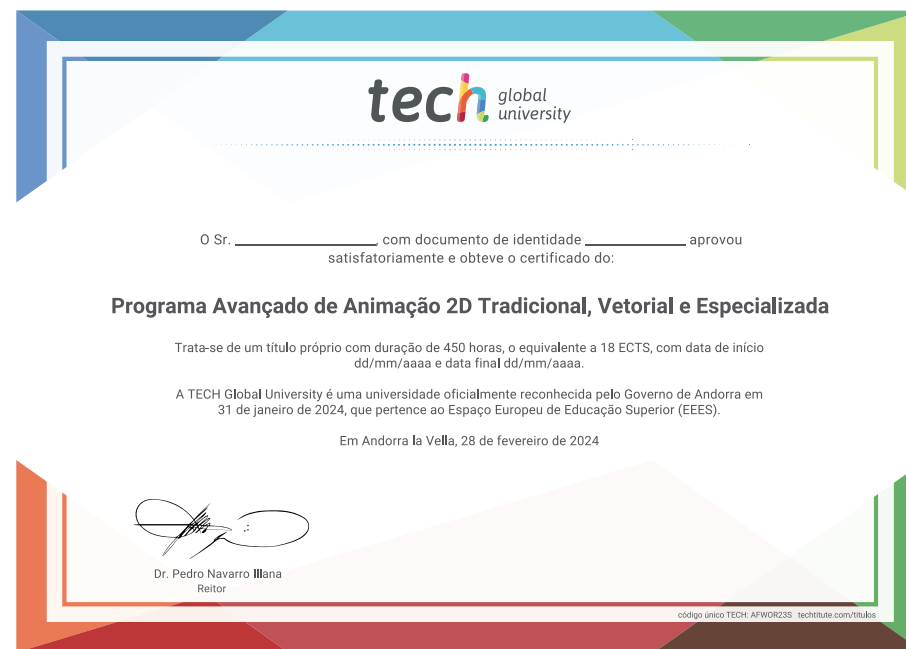 tech global university
O Sr. ____________________, com documento de identidade ______________ aprovou
satisfatoriamente e obteve o certificado do:
Programa Avançado de Animação 2D Tradicional, Vetorial e Especializada
Trata-se de um título próprio com duração de 450 horas, o equivalente a 18 ECTS, com data de início
dd/mm/aaaa e data final dd/mm/aaaa.
A TECH Global University é uma universidade oficialmente reconhecida pelo Governo de Andorra em
31 de janeiro de 2024, que pertence ao Espaço Europeu de Educação Superior (EEES).
Em Andorra la Vella, 28 de fevereiro de 2024
Dr. Pedro Navarro Illana
Reitor
código único TECH: AFWOR23S techtitute.com/titulos